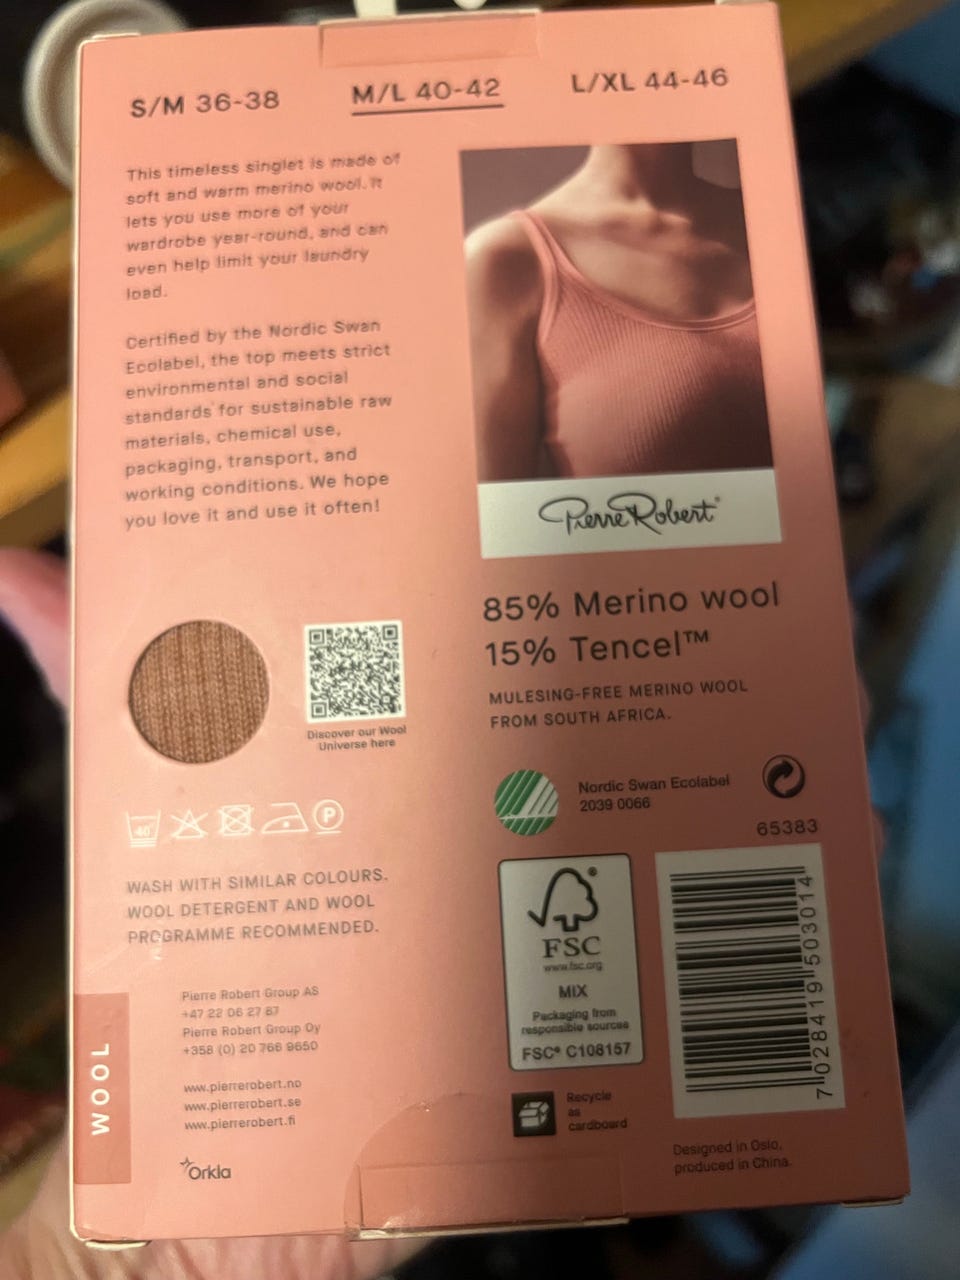 S/M 36-38
M/L 40-42
L/XL 44-46
This timeless singlet is made of
soft and warm merino wool. It
lets you use more of your
wardrobe year-round, and can
even help limit your laundry
load.
Certified by the Nordic Swan
Ecolabel, the top meets strict
environmental and social
standards for sustainable raw
materials, chemical use,
packaging, transport, and
working conditions. We hope
you love it and use it often!
Pierre Robert®
85% Merino wool
15% Tencel™
MULESING-FREE MERINO WOOL
FROM SOUTH AFRICA.
Discover our Wool
Universe here
Nordic Swan Ecolabel
2039 0066
65383
40°
P
WASH WITH SIMILAR COLOURS.
WOOL DETERGENT AND WOOL
PROGRAMME RECOMMENDED.
FSC
www.fsc.org
MIX
Packaging from
responsible sources
FSC® C108157
7 028419 503014
Pierre Robert Group AS
+47 22 06 27 87
Pierre Robert Group Oy
+358 (0) 20 766 9650
www.pierrerobert.no
www.pierrerobert.se
www.pierrerobert.fi
Orkla
WOOL
Recycle
as
cardboard
Designed in Oslo,
produced in China.